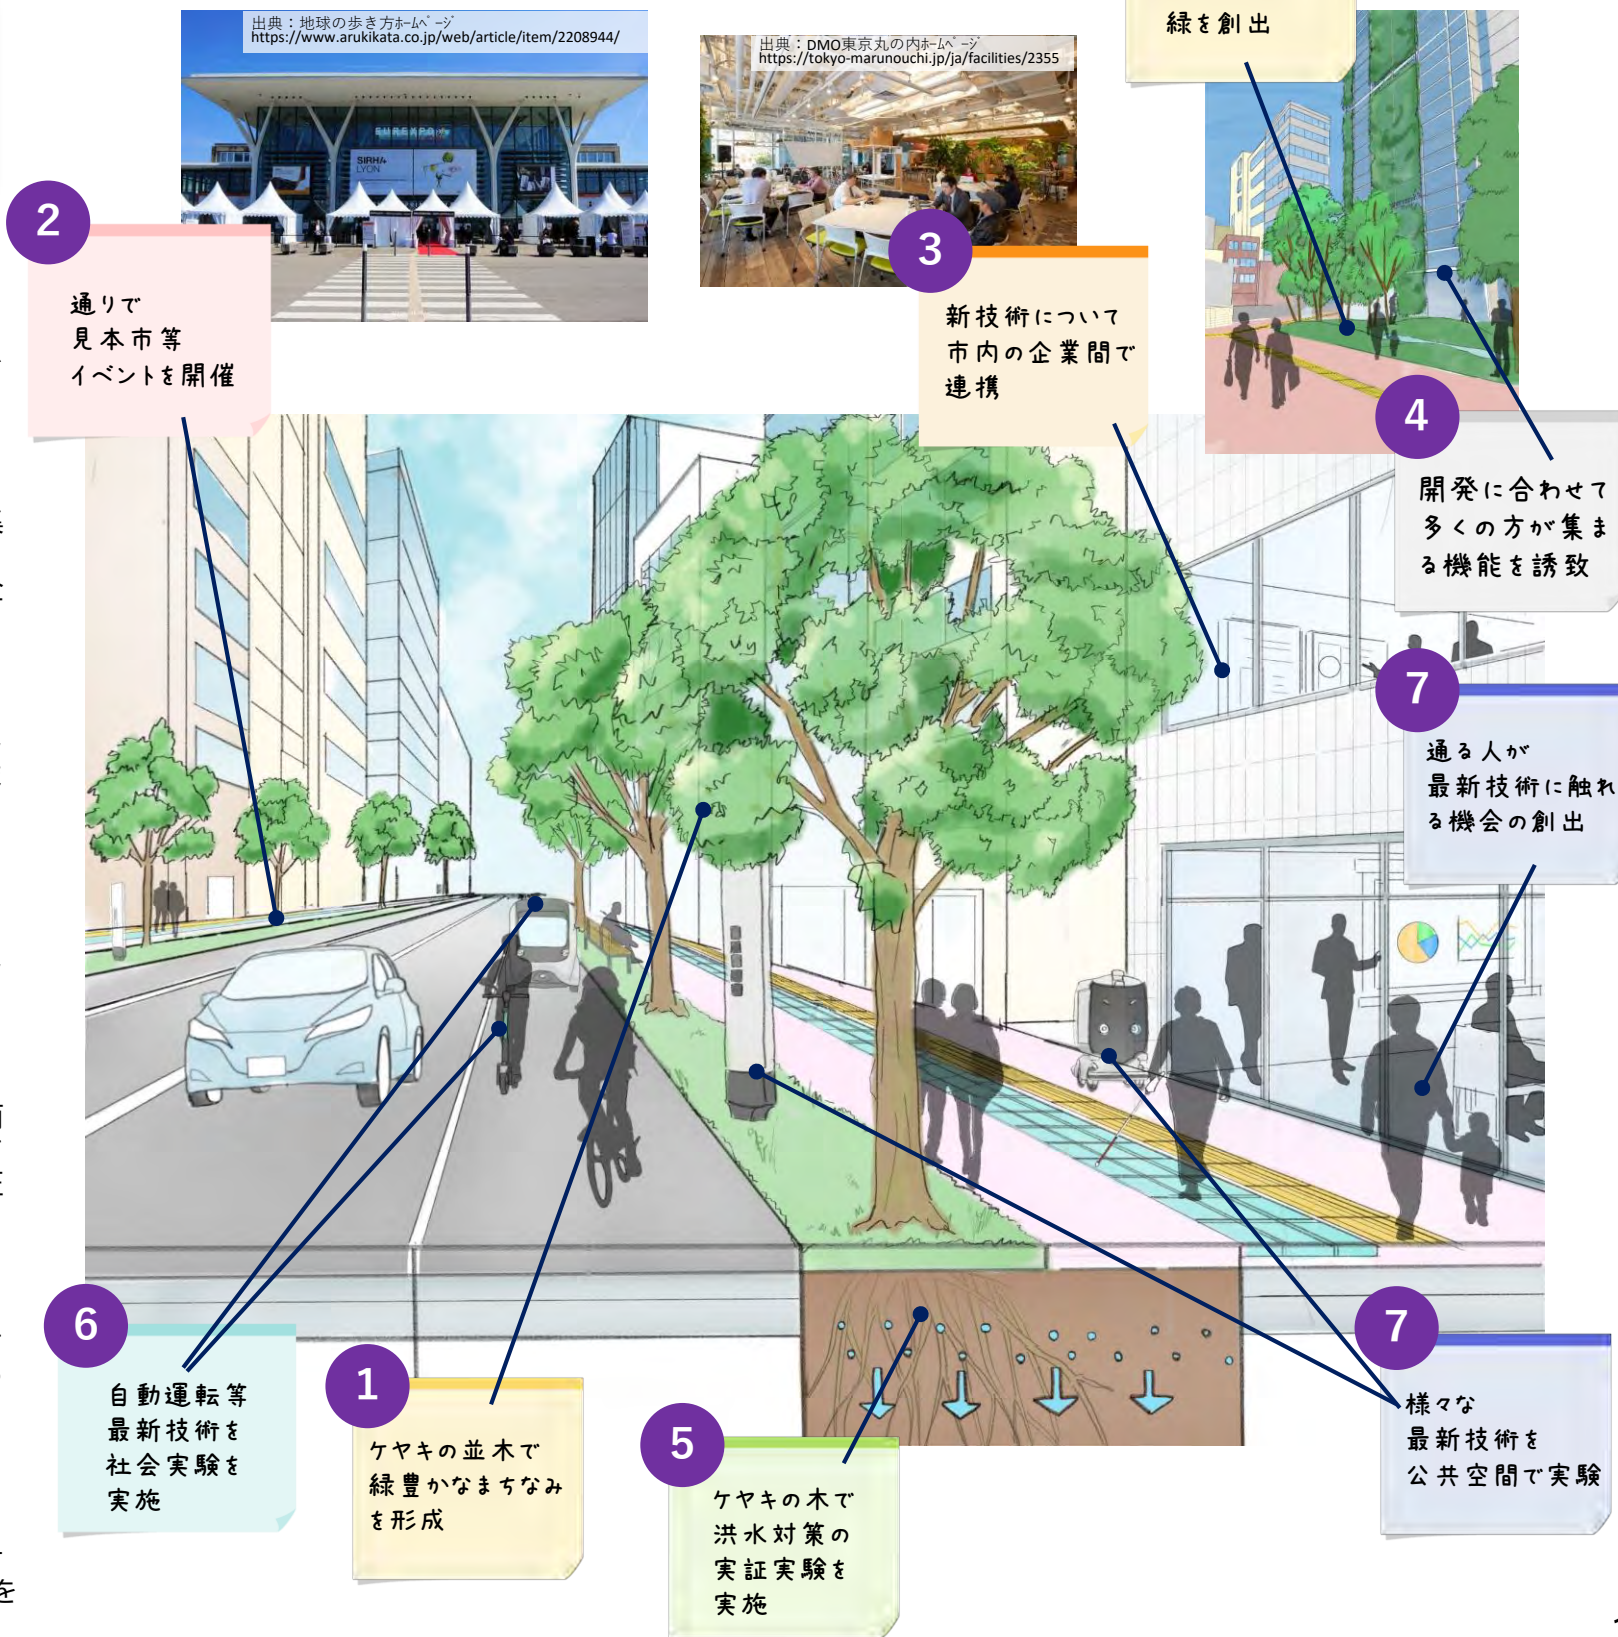 出典：地球の歩き方ホームページ
https://www.arukikata.co.jp/web/article/item/2208944/
出典：DMO東京丸の内ホームページ
https://tokyo-marunouchi.jp/ja/facilities/2355
緑を創出
EUREXPO
SIRHA
LYON
2
通りで
見本市等
イベントを開催
3
新技術について
市内の企業間で
連携
4
開発に合わせて
多くの方が集ま
る機能を誘致
7
通る人が
最新技術に触れ
る機会の創出
6
自動運転等
最新技術を
社会実験を
実施
1
ケヤキの並木で
緑豊かなまちなみ
を形成
5
ケヤキの木で
洪水対策の
実証実験を
実施
7
様々な
最新技術を
公共空間で実験
を